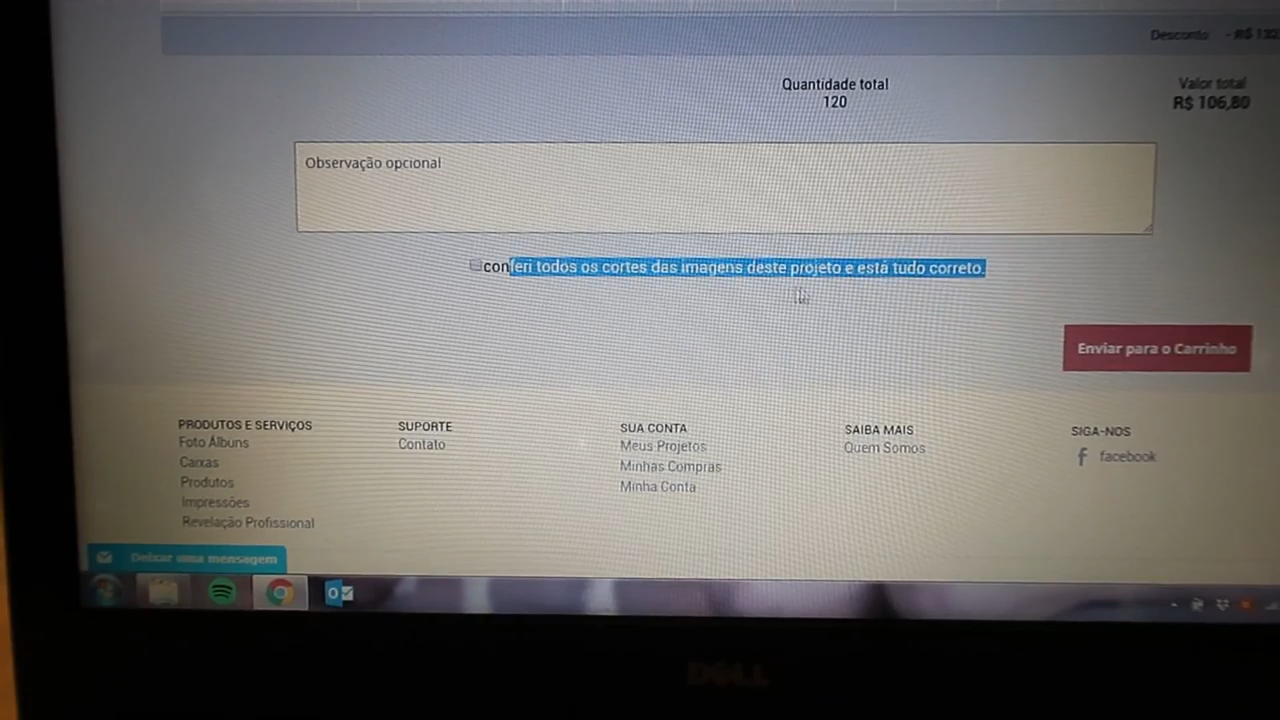 Desconto - R$ 132
Quantidade total
120
Valor total
R$ 106,80
Observação opcional
conferi todos os cortes das imagens deste projeto e está tudo correto.
Enviar para o Carrinho
PRODUTOS E SERVIÇOS
Foto Álbuns
Caixas
Produtos
Impressões
Revelação Profissional
SUPORTE
Contato
SUA CONTA
Meus Projetos
Minhas Compras
Minha Conta
SAIBA MAIS
Quem Somos
SIGA-NOS
f facebook
Deixar uma mensagem
DELL